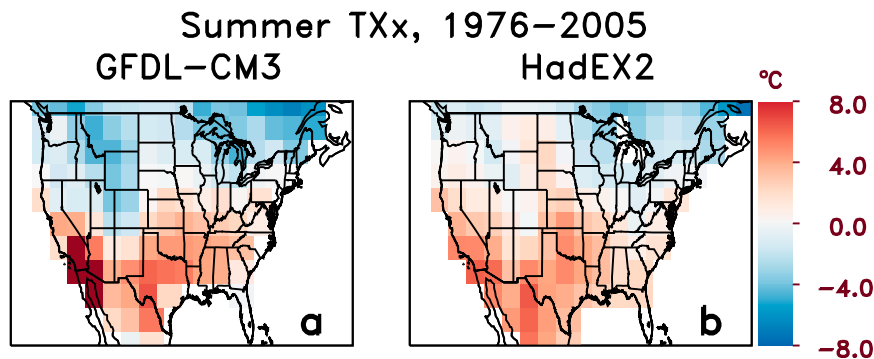 Summer TXx, 1976–2005
GFDL–CM3
HadEX2
°C
8.0
4.0
0.0
−4.0
−8.0
a
b